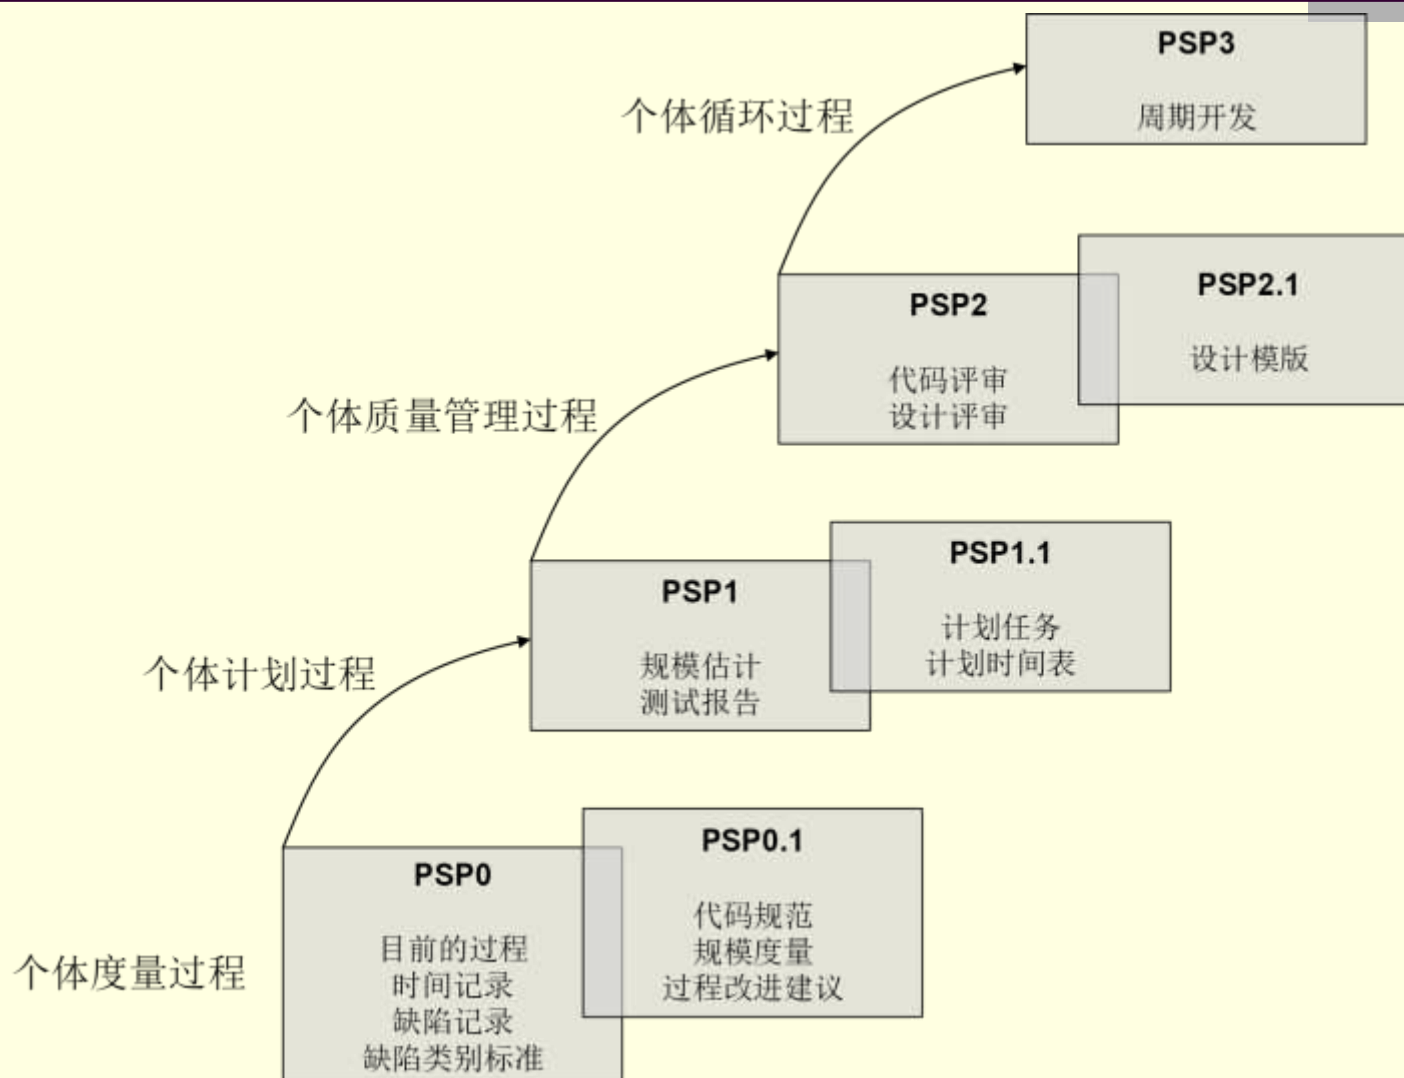 PSP3
周期开发
个体循环过程
PSP2.1
设计模版
PSP2
代码评审
设计评审
个体质量管理过程
PSP1.1
计划任务
计划时间表
PSP1
规模估计
测试报告
个体计划过程
PSP0.1
代码规范
规模度量
过程改进建议
PSP0
目前的过程
时间记录
缺陷记录
缺陷类别标准
个体度量过程